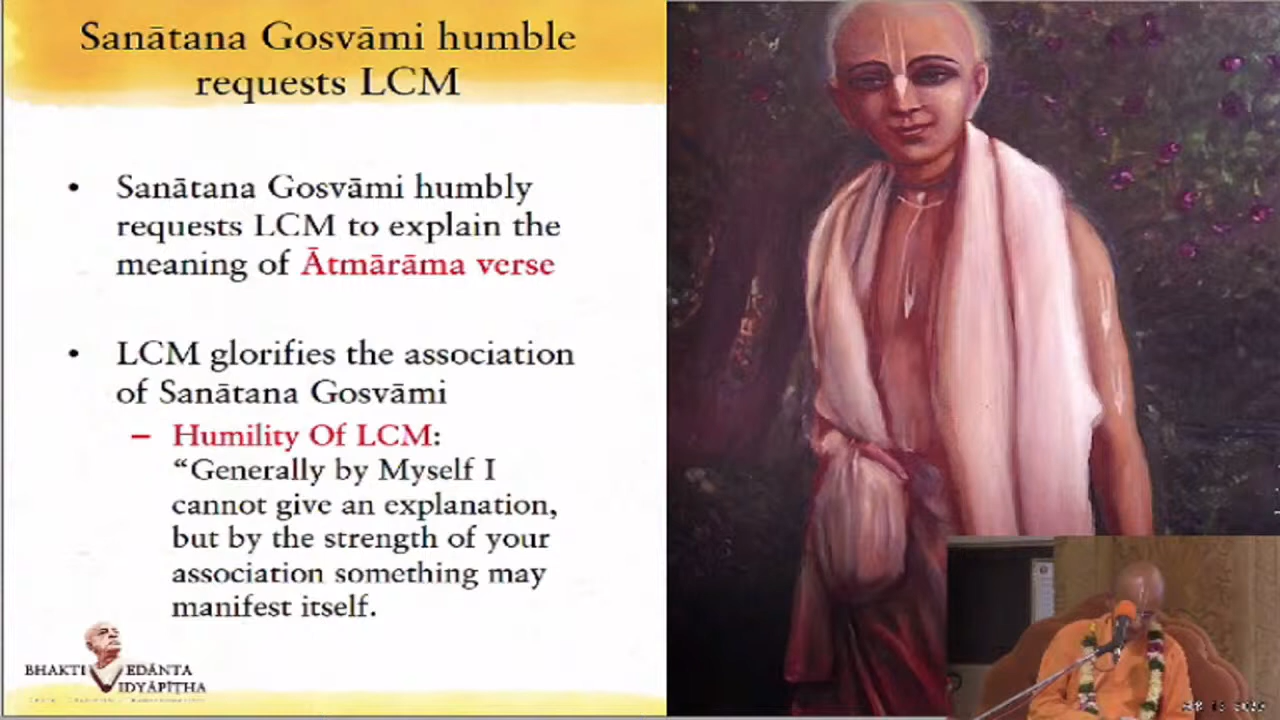 Sanātana Gosvāmi humble
requests LCM
• Sanātana Gosvāmi humbly
requests LCM to explain the
meaning of Ātmārāma verse
• LCM glorifies the association
of Sanātana Gosvāmi
– Humility Of LCM:
“Generally by Myself I
cannot give an explanation,
but by the strength of your
association something may
manifest itself.
BHAKTI VEDĀNTA
VIDYĀPĪṬHA